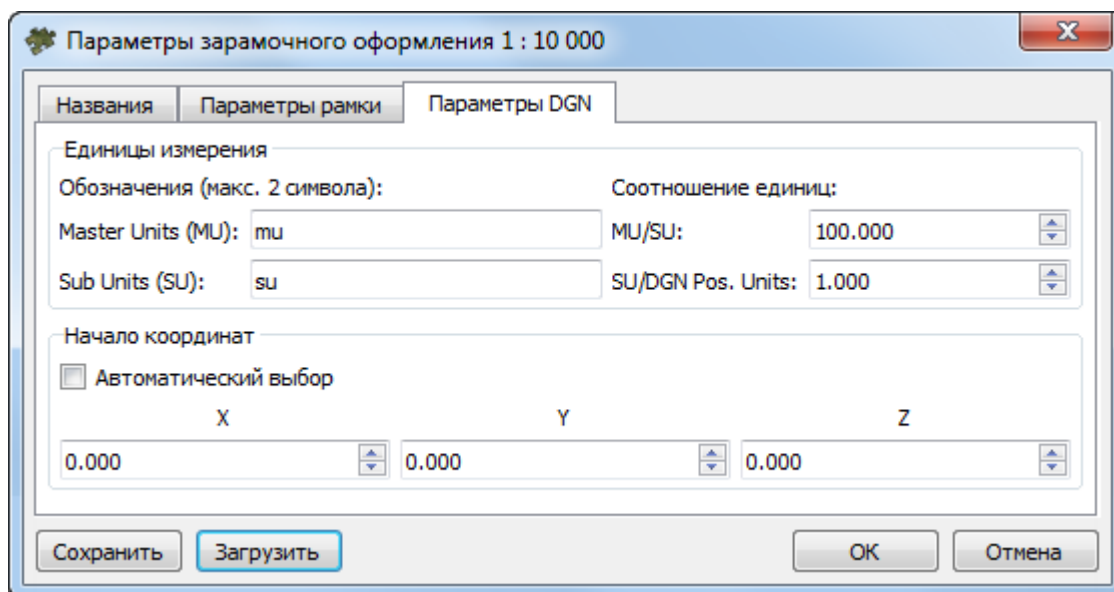 Параметры зарамочного оформления 1 : 10 000
Названия Параметры рамки Параметры DGN
Единицы измерения
Обозначения (макс. 2 символа): Соотношение единиц:
Master Units (MU): mu MU/SU: 100.000
Sub Units (SU): su SU/DGN Pos. Units: 1.000
Начало координат
Автоматический выбор
X Y Z
0.000 0.000 0.000
Сохранить Загрузить OK Отмена